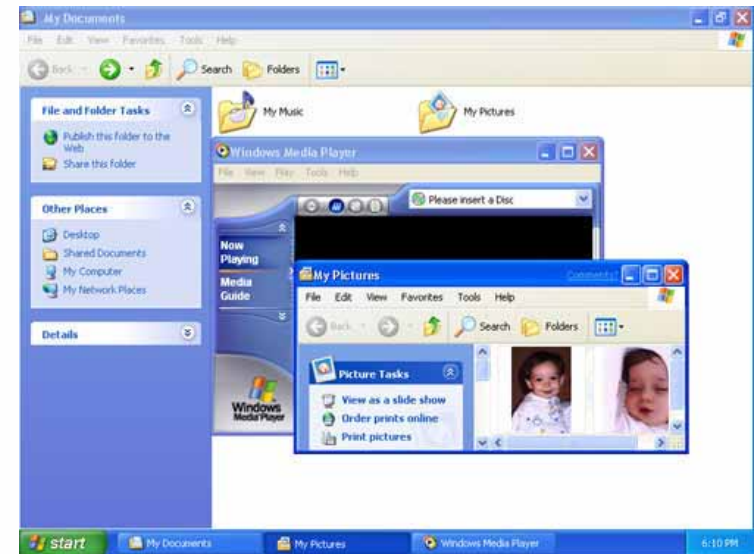 My Documents
File Edit View Favorites Tools Help
Back Search Folders
File and Folder Tasks
Publish this folder to the
Web
Share this folder
Other Places
Desktop
Shared Documents
My Computer
My Network Places
Details
My Music
My Pictures
Windows Media Player
File View Play Tools Help
Please insert a Disc
Now
Playing
Media
Guide
Windows
Media Player
My Pictures
Comments?
File Edit View Favorites Tools Help
Back Search Folders
Picture Tasks
View as a slide show
Order prints online
Print pictures
start My Documents My Pictures Windows Media Player 6:10 PM